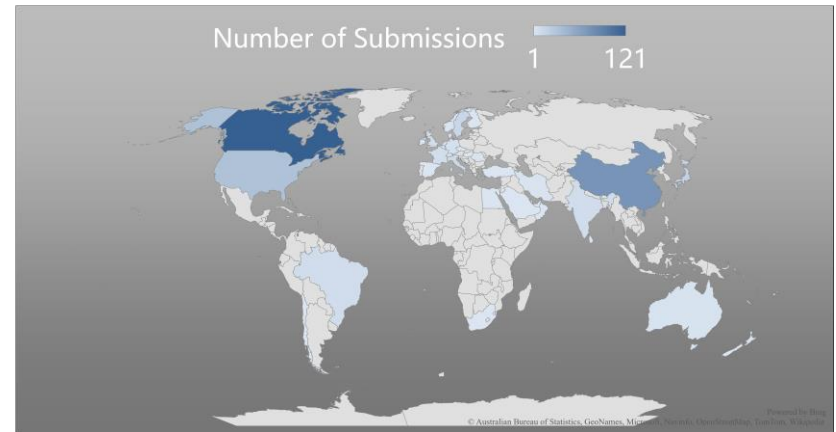 Number of Submissions
1 121
Powered by Bing
© Australian Bureau of Statistics, GeoNames, Microsoft, Navinfo, OpenStreetMap, TomTom, Wikipedia